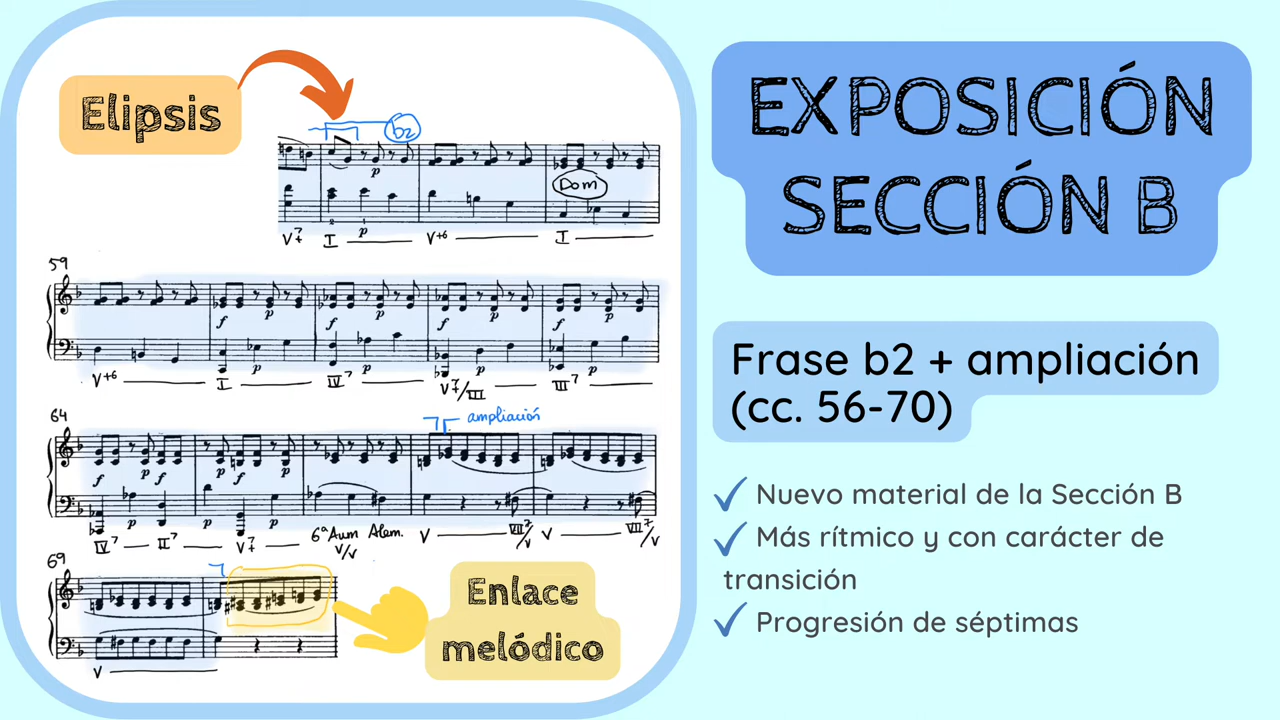 Elipsis
b2
p
Dom
p
V7+ I V+6 I
59
f p f p f p f p
p p p p
V+6 I IV7 V7+/III III7
64
ampliación
f p f p f p
p p p
IV7 II7 V7+ 6ª Aum Alem. V/V V VII7/V V VII7/V
69
V
Enlace
melódico
EXPOSICIÓN
SECCIÓN B
Frase b2 + ampliación
(cc. 56-70)
✓ Nuevo material de la Sección B
✓ Más rítmico y con carácter de
transición
✓ Progresión de séptimas